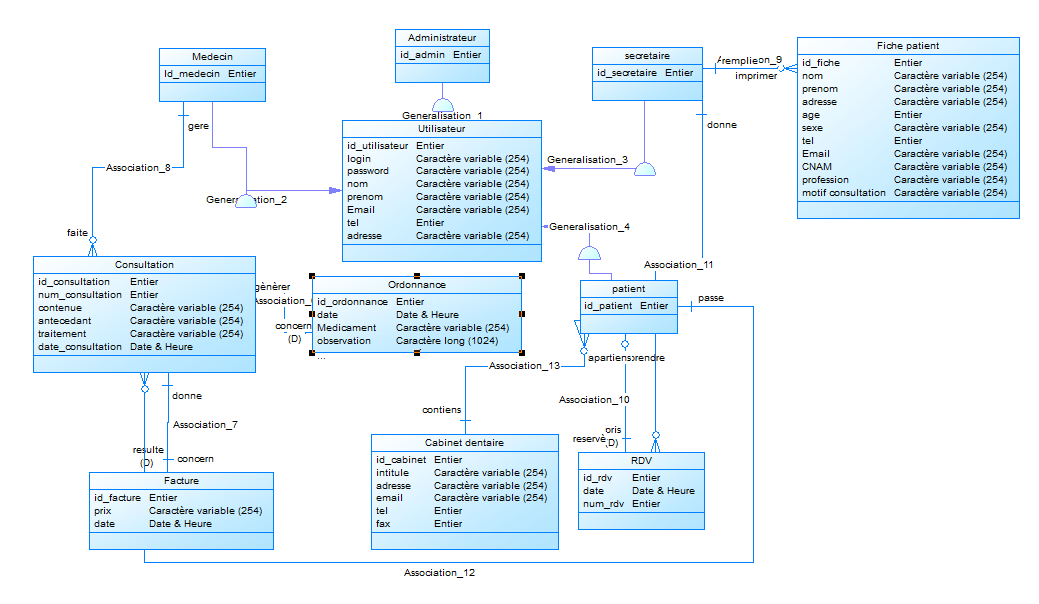 Medecin
Id_medecin Entier
Administrateur
id_admin Entier
secretaire
id_secretaire Entier
Fiche patient
id_fiche Entier
nom Caractère variable (254)
prenom Caractère variable (254)
adresse Caractère variable (254)
age Entier
sexe Caractère variable (254)
tel Entier
Email Caractère variable (254)
CNAM Caractère variable (254)
profession Caractère variable (254)
motif consultation Caractère variable (254)
imprimer
gere
Association_8
faite
donne
Generalisation_1
Utilisateur
id_utilisateur Entier
login Caractère variable (254)
password Caractère variable (254)
nom Caractère variable (254)
prenom Caractère variable (254)
Email Caractère variable (254)
tel Entier
adresse Caractère variable (254)
Generalisation_3
Generalisation_4
Association_11
Consultation
id_consultation Entier
num_consultation Entier
contenue Caractère variable (254)
antecedant Caractère variable (254)
traitement Caractère variable (254)
date_consultation Date & Heure
gènèrer
concern
(D)
Ordonnance
id_ordonnance Entier
date Date & Heure
Medicament Caractère variable (254)
observation Caractère long (1024)
...
patient
id_patient Entier
passe
Association_13
contiens
Association_10
reservè
(D)
donne
Association_7
resulte
(D)
concern
Facture
id_facture Entier
prix Caractère variable (254)
date Date & Heure
Cabinet dentaire
id_cabinet Entier
intitule Caractère variable (254)
adresse Caractère variable (254)
email Caractère variable (254)
tel Entier
fax Entier
RDV
id_rdv Entier
date Date & Heure
num_rdv Entier
Association_12